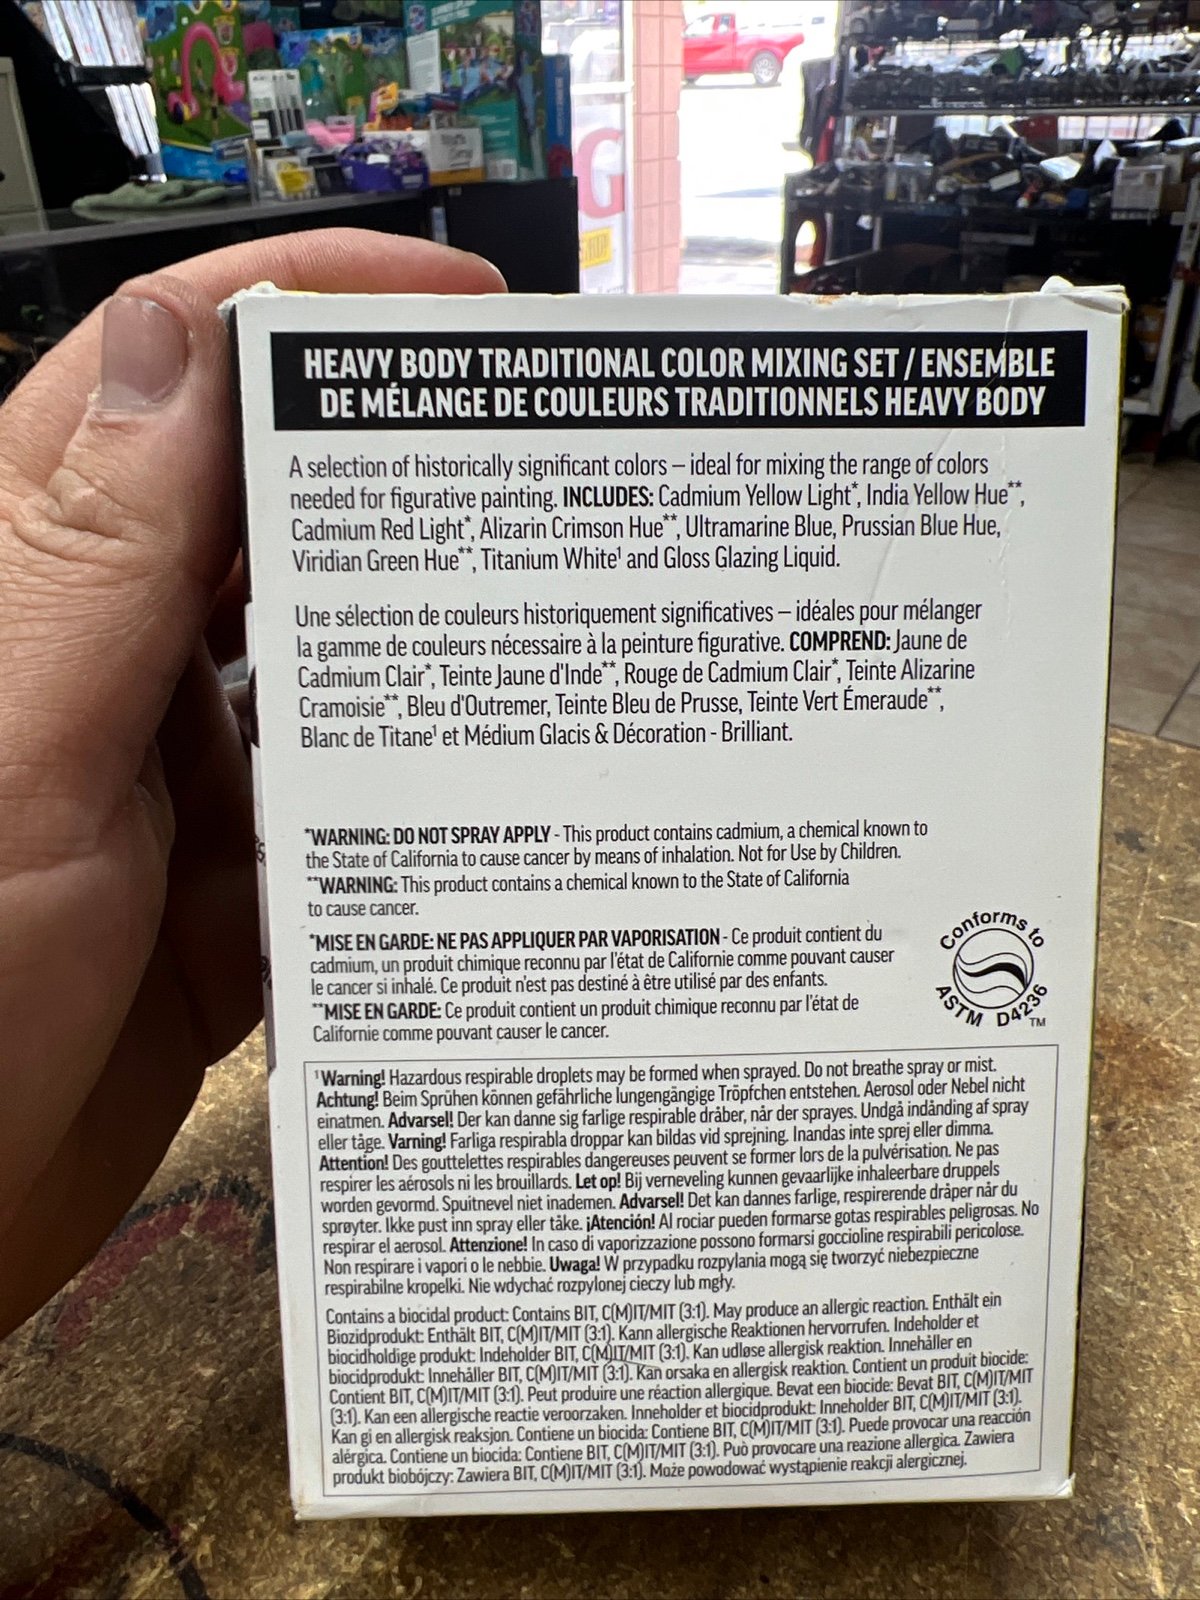 HEAVY BODY TRADITIONAL COLOR MIXING SET / ENSEMBLE
DE MÉLANGE DE COULEURS TRADITIONNELS HEAVY BODY
A selection of historically significant colors – ideal for mixing the range of colors
needed for figurative painting. INCLUDES: Cadmium Yellow Light*, India Yellow Hue**,
Cadmium Red Light*, Alizarin Crimson Hue**, Ultramarine Blue, Prussian Blue Hue,
Viridian Green Hue**, Titanium White¹ and Gloss Glazing Liquid.
Une sélection de couleurs historiquement significatives – idéales pour mélanger
la gamme de couleurs nécessaire à la peinture figurative. COMPREND: Jaune de
Cadmium Clair*, Teinte Jaune d'Inde**, Rouge de Cadmium Clair*, Teinte Alizarine
Cramoisie**, Bleu d'Outremer, Teinte Bleu de Prusse, Teinte Vert Émeraude**,
Blanc de Titane¹ et Médium Glacis & Décoration - Brillant.
*WARNING: DO NOT SPRAY APPLY - This product contains cadmium, a chemical known to
the State of California to cause cancer by means of inhalation. Not for Use by Children.
**WARNING: This product contains a chemical known to the State of California
to cause cancer.
*MISE EN GARDE: NE PAS APPLIQUER PAR VAPORISATION - Ce produit contient du
cadmium, un produit chimique reconnu par l'état de Californie comme pouvant causer
le cancer si inhalé. Ce produit n'est pas destiné à être utilisé par des enfants.
**MISE EN GARDE: Ce produit contient un produit chimique reconnu par l'état de
Californie comme pouvant causer le cancer.
Conforms to
ASTM D4236
TM
¹Warning! Hazardous respirable droplets may be formed when sprayed. Do not breathe spray or mist.
Achtung! Beim Sprühen können gefährliche lungengängige Tröpfchen entstehen. Aerosol oder Nebel nicht
einatmen. Advarsel! Der kan danne sig farlige respirable dråber, når der sprayes. Undgå indånding af spray
eller tåge. Varning! Farliga respirabla droppar kan bildas vid sprejning. Inandas inte sprej eller dimma.
Attention! Des gouttelettes respirables dangereuses peuvent se former lors de la pulvérisation. Ne pas
respirer les aérosols ni les brouillards. Let op! Bij verneveling kunnen gevaarlijke inhaleerbare druppels
worden gevormd. Spuitnevel niet inademen. Advarsel! Det kan dannes farlige, respirerende dråper når du
sprøyter. Ikke pust inn spray eller tåke. ¡Atención! Al rociar pueden formarse gotas respirables peligrosas. No
respirar el aerosol. Attenzione! In caso di vaporizzazione possono formarsi goccioline respirabili pericolose.
Non respirare i vapori o le nebbie. Uwaga! W przypadku rozpylania mogą się tworzyć niebezpieczne
respirabilne kropelki. Nie wdychać rozpylonej cieczy lub mgły.
Contains a biocidal product: Contains BIT, C(M)IT/MIT (3:1). May produce an allergic reaction. Enthält ein
Biozidprodukt: Enthält BIT, C(M)IT/MIT (3:1). Kann allergische Reaktionen hervorrufen. Indeholder et
biocidholdige produkt: Indeholder BIT, C(M)IT/MIT (3:1). Kan udløse allergisk reaktion. Innehåller en
biocidprodukt: Innehåller BIT, C(M)IT/MIT (3:1). Kan orsaka en allergisk reaktion. Contient un produit biocide:
Contient BIT, C(M)IT/MIT (3:1). Peut produire une réaction allergique. Bevat een biocide: Bevat BIT, C(M)IT/MIT
(3:1). Kan een allergische reactie veroorzaken. Inneholder et biocidprodukt: Inneholder BIT, C(M)IT/MIT (3:1).
Kan gi en allergisk reaksjon. Contiene un biocida: Contiene BIT, C(M)IT/MIT (3:1). Puede provocar una reacción
alérgica. Contiene un biocida: Contiene BIT, C(M)IT/MIT (3:1). Può provocare una reazione allergica. Zawiera
produkt biobójczy: Zawiera BIT, C(M)IT/MIT (3:1). Może powodować wystąpienie reakcji alergicznej.